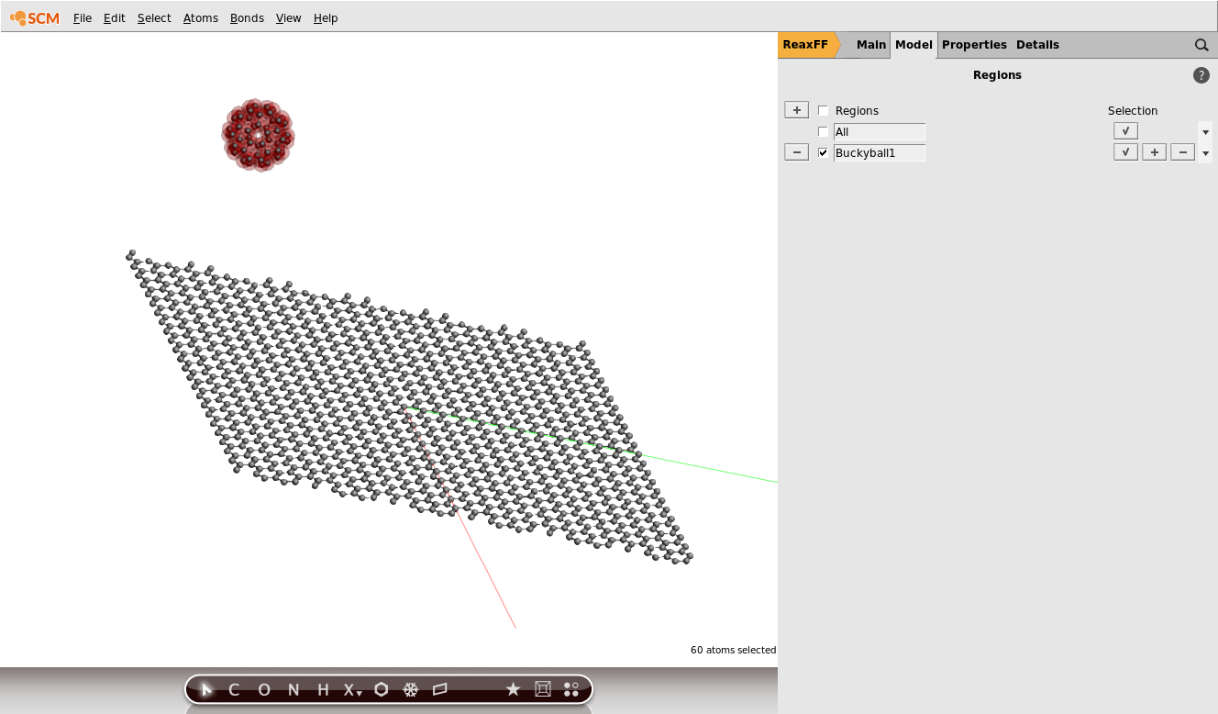 SCM File Edit Select Atoms Bonds View Help
ReaxFF Main Model Properties Details
Regions ?
+ Regions Selection
All √
− Buckyball1 √ + −
60 atoms selected
C O N H X